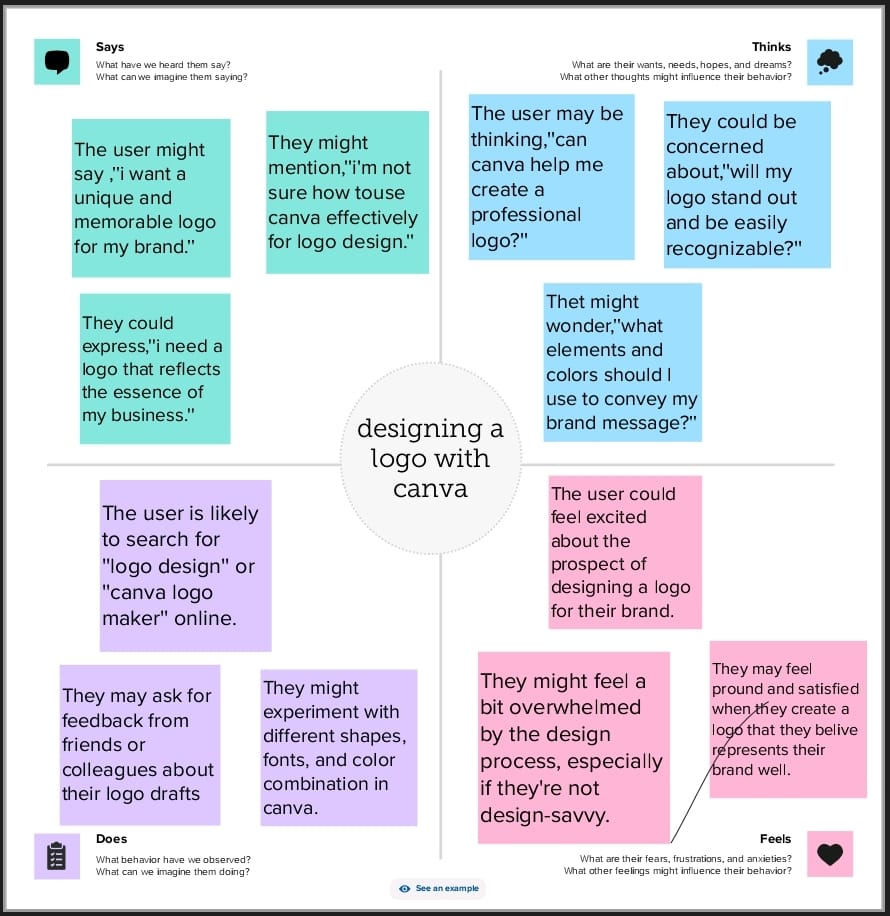 Says
What have we heard them say?
What can we imagine them saying?
Thinks
What are their wants, needs, hopes, and dreams?
What other thoughts might influence their behavior?
The user might
say ,"i want a
unique and
memorable logo
for my brand."
They might
mention,"i'm not
sure how touse
canva effectively
for logo design."
They could
express,"i need a
logo that reflects
the essence of
my business."
The user may be
thinking,"can
canva help me
create a
professional
logo?"
They could be
concerned
about,"will my
logo stand out
and be easily
recognizable?"
Thet might
wonder,"what
elements and
colors should I
use to convey my
brand message?"
designing a
logo with
canva
The user is likely
to search for
"logo design" or
"canva logo
maker" online.
They may ask for
feedback from
friends or
colleagues about
their logo drafts
They might
experiment with
different shapes,
fonts, and color
combination in
canva.
The user could
feel excited
about the
prospect of
designing a logo
for their brand.
They might feel a
bit overwhelmed
by the design
process, especially
if they're not
design-savvy.
They may feel
pround and satisfied
when they create a
logo that they belive
represents their
brand well.
Does
What behavior have we observed?
What can we imagine them doing?
Feels
What are their fears, frustrations, and anxieties?
What other feelings might influence their behavior?
See an example